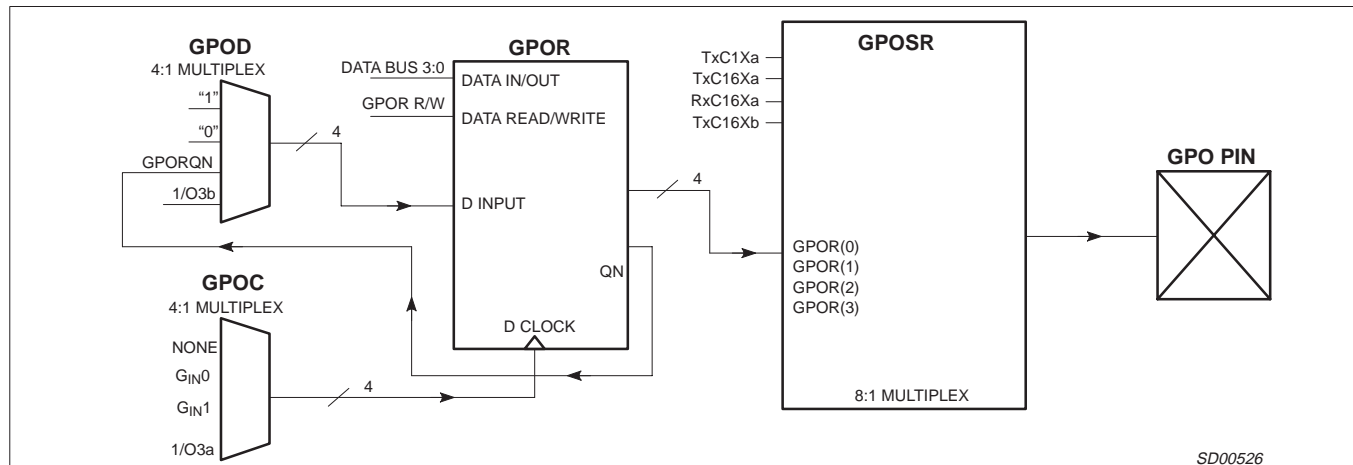 GPOD
4:1 MULTIPLEX
“1”
“0”
GPORQN
1/O3b
4
GPOC
4:1 MULTIPLEX
NONE
GIN0
GIN1
1/O3a
4
GPOR
DATA BUS 3:0
DATA IN/OUT
GPOR R/W
DATA READ/WRITE
D INPUT
QN
D CLOCK
4
GPOSR
TxC1Xa
TxC16Xa
RxC16Xa
TxC16Xb
GPOR(0)
GPOR(1)
GPOR(2)
GPOR(3)
8:1 MULTIPLEX
GPO PIN
SD00526